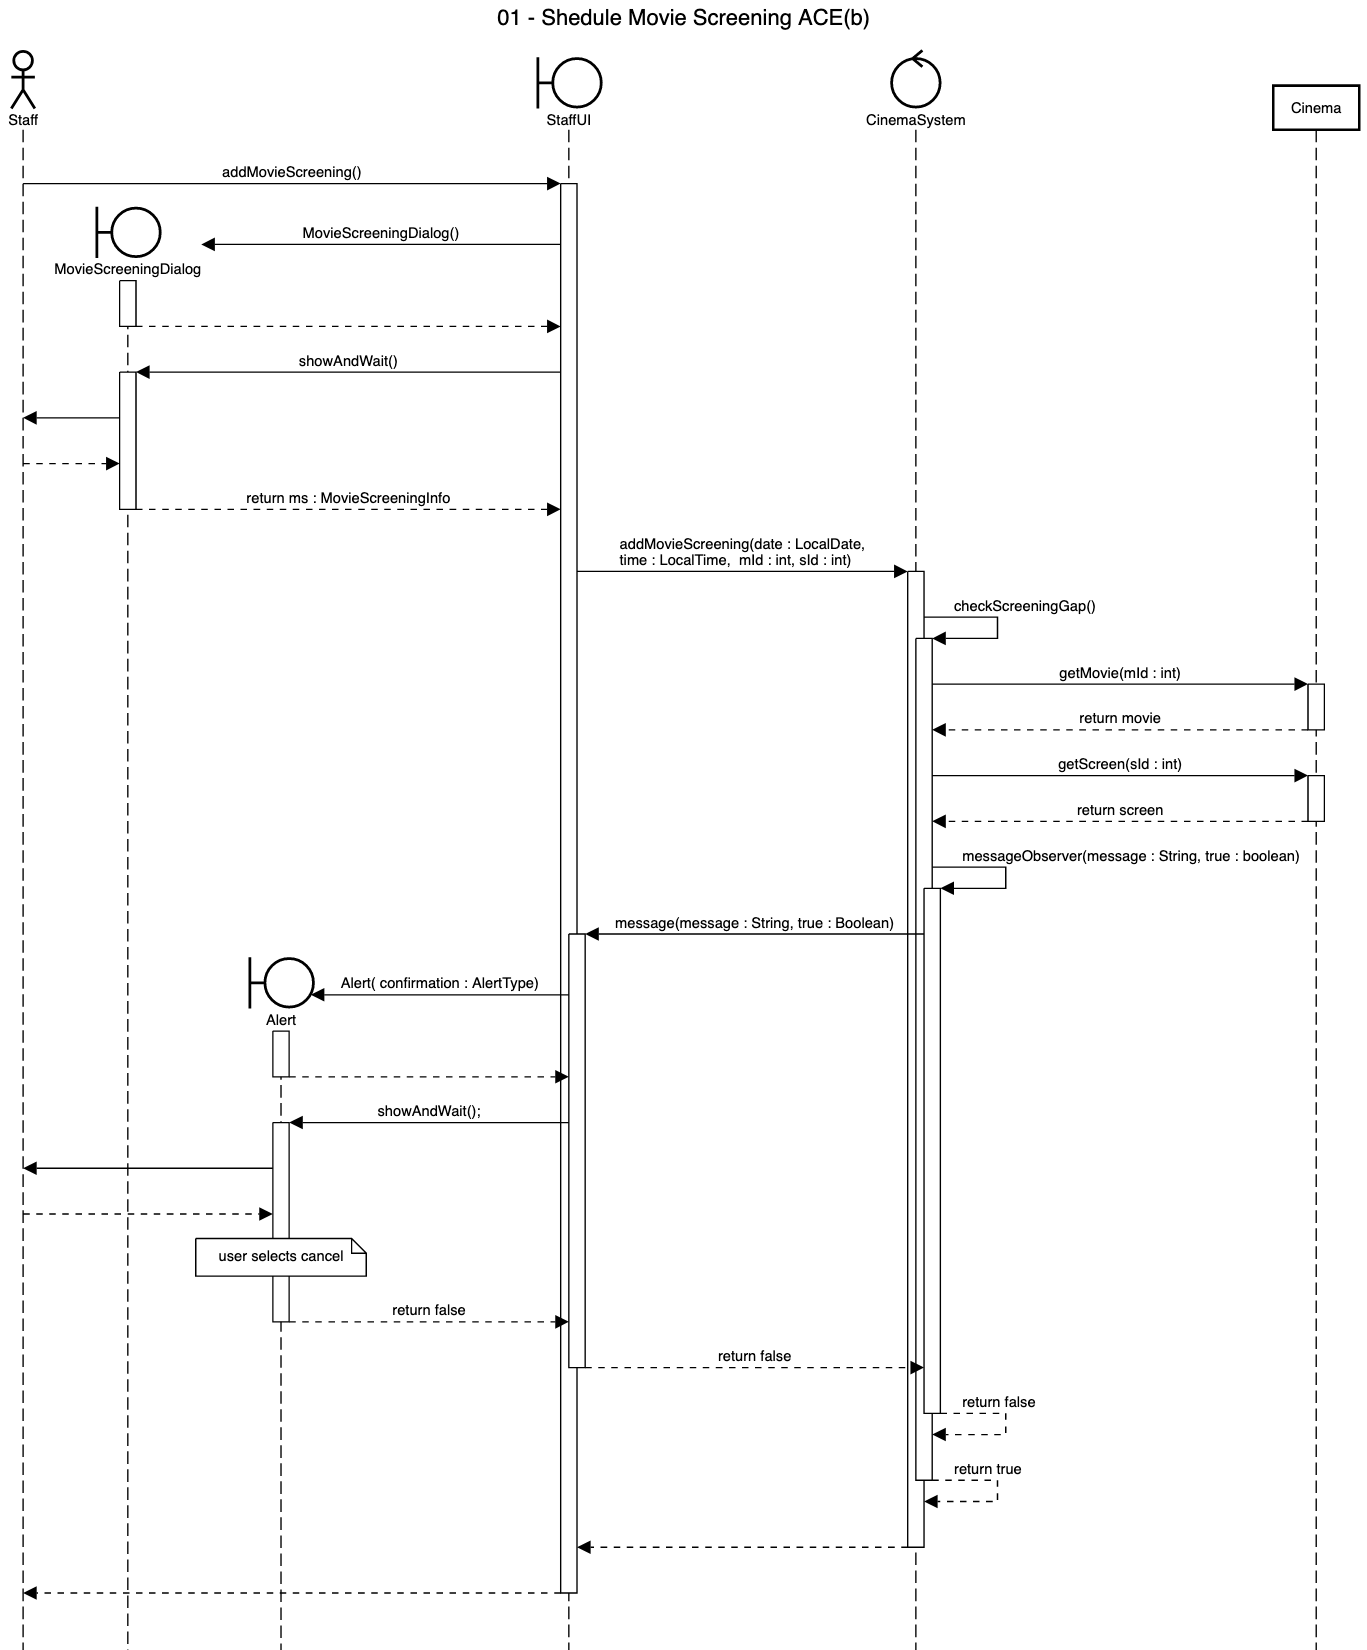 01 - Shedule Movie Screening ACE(b)
Staff
StaffUI
CinemaSystem
Cinema
addMovieScreening()
MovieScreeningDialog()
MovieScreeningDialog
showAndWait()
return ms : MovieScreeningInfo
addMovieScreening(date : LocalDate,
time : LocalTime,  mId : int, sId : int)
checkScreeningGap()
getMovie(mId : int)
return movie
getScreen(sId : int)
return screen
messageObserver(message : String, true : boolean)
message(message : String, true : Boolean)
Alert( confirmation : AlertType)
Alert
showAndWait();
user selects cancel
return false
return false
return false
return true